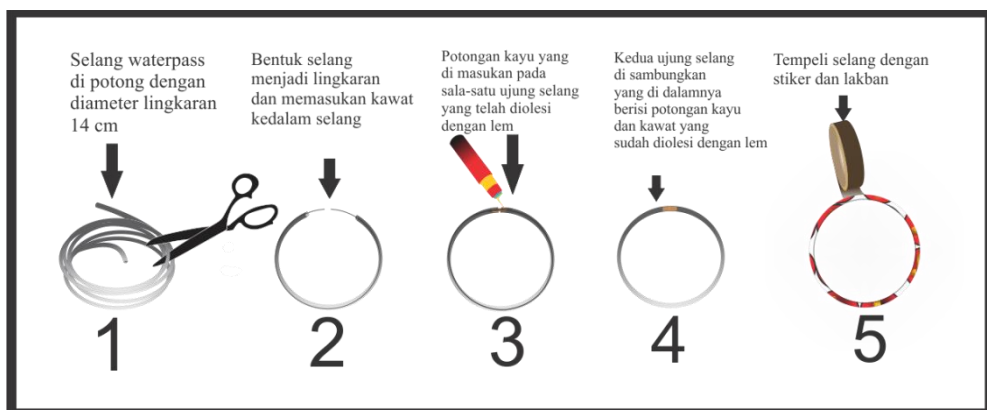 Selang waterpass
di potong dengan
diameter lingkaran
14 cm
1
Bentuk selang
menjadi lingkaran
dan memasukan kawat
kedalam selang
2
Potongan kayu yang
di masukan pada
sala-satu ujung selang
yang telah diolesi
dengan lem
3
Kedua ujung selang
di sambungkan
yang di dalamnya
berisi potongan kayu
dan kawat yang
sudah diolesi dengan lem
4
Tempeli selang dengan
stiker dan lakban
5